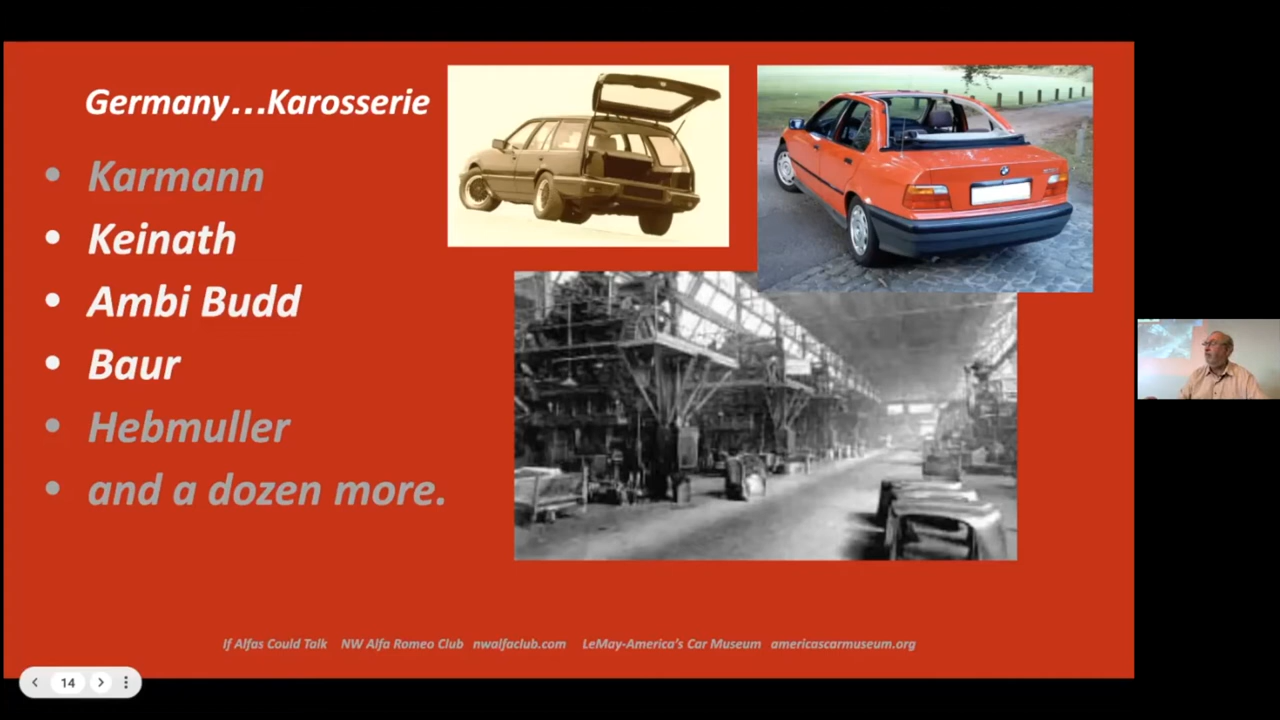 Germany...Karosserie
• Karmann
• Keinath
• Ambi Budd
• Baur
• Hebmuller
• and a dozen more.
If Alfas Could Talk NW Alfa Romeo Club nwalfaclub.com LeMay-America's Car Museum americascarmuseum.org
14